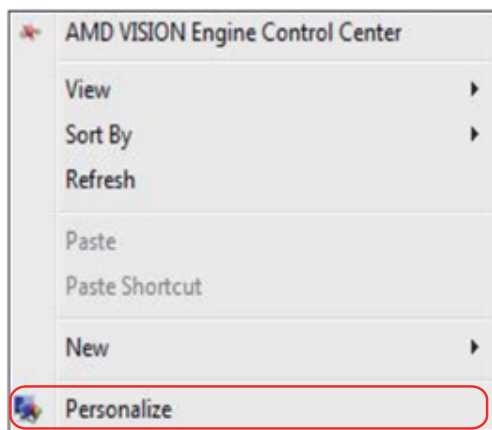 AMD VISION Engine Control Center
View
Sort By
Refresh
Paste
Paste Shortcut
New
Personalize